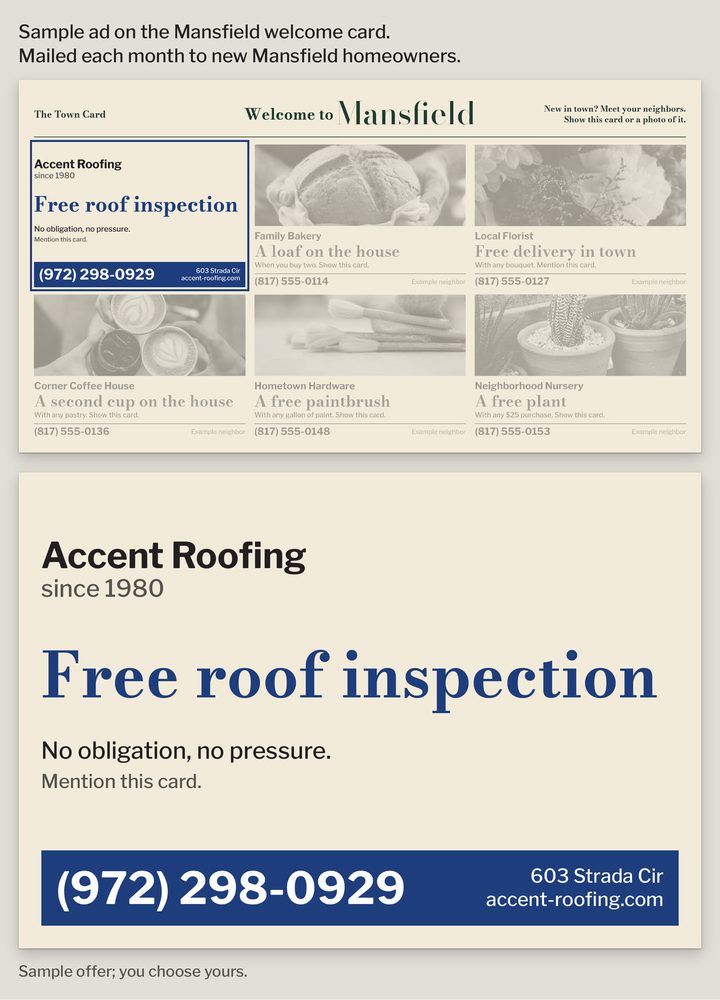 Sample ad on the Mansfield welcome card.
Mailed each month to new Mansfield homeowners.
The Town Card
Welcome to Mansfield
New in town? Meet your neighbors.
Show this card or a photo of it.
Accent Roofing
since 1980
Free roof inspection
No obligation, no pressure.
Mention this card.
(972) 298-0929
603 Strada Cir
accent-roofing.com
Family Bakery
A loaf on the house
When you buy two. Show this card.
(817) 555-0114
Example neighbor
Local Florist
Free delivery in town
With any bouquet. Mention this card.
(817) 555-0127
Example neighbor
Corner Coffee House
A second cup on the house
With any pastry. Show this card.
(817) 555-0136
Example neighbor
Hometown Hardware
A free paintbrush
With any gallon of paint. Show this card.
(817) 555-0148
Example neighbor
Neighborhood Nursery
A free plant
With any $25 purchase. Show this card.
(817) 555-0153
Example neighbor
Accent Roofing
since 1980
Free roof inspection
No obligation, no pressure.
Mention this card.
(972) 298-0929
603 Strada Cir
accent-roofing.com
Sample offer; you choose yours.